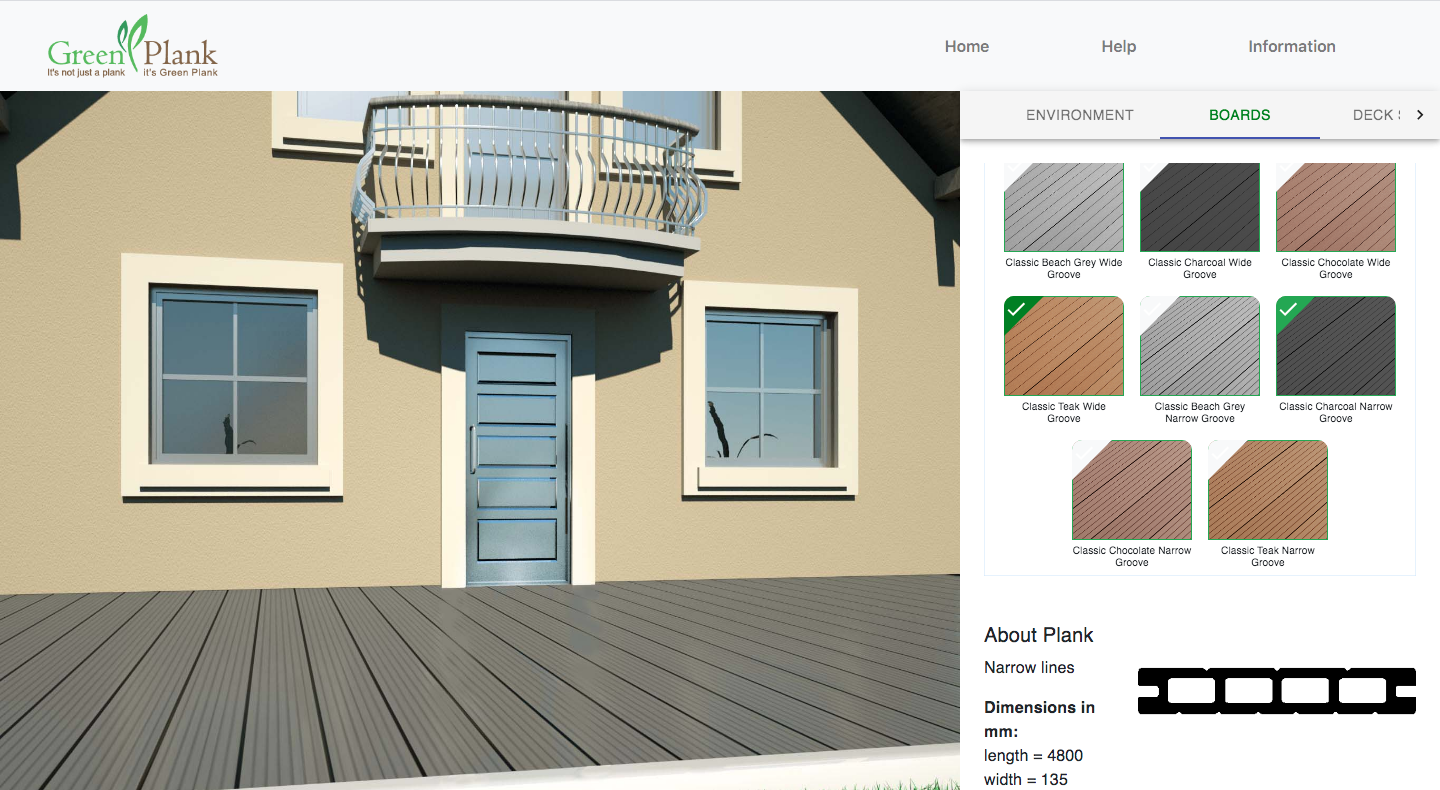 Green Plank
It's not just a plank it's Green Plank
Home
Help
Information
ENVIRONMENT
BOARDS
DECK
Classic Beach Grey Wide
Groove
Classic Charcoal Wide
Groove
Classic Chocolate Wide
Groove
Classic Teak Wide
Groove
Classic Beach Grey
Narrow Groove
Classic Charcoal Narrow
Groove
Classic Chocolate Narrow
Groove
Classic Teak Narrow
Groove
About Plank
Narrow lines
Dimensions in
mm:
length = 4800
width = 135